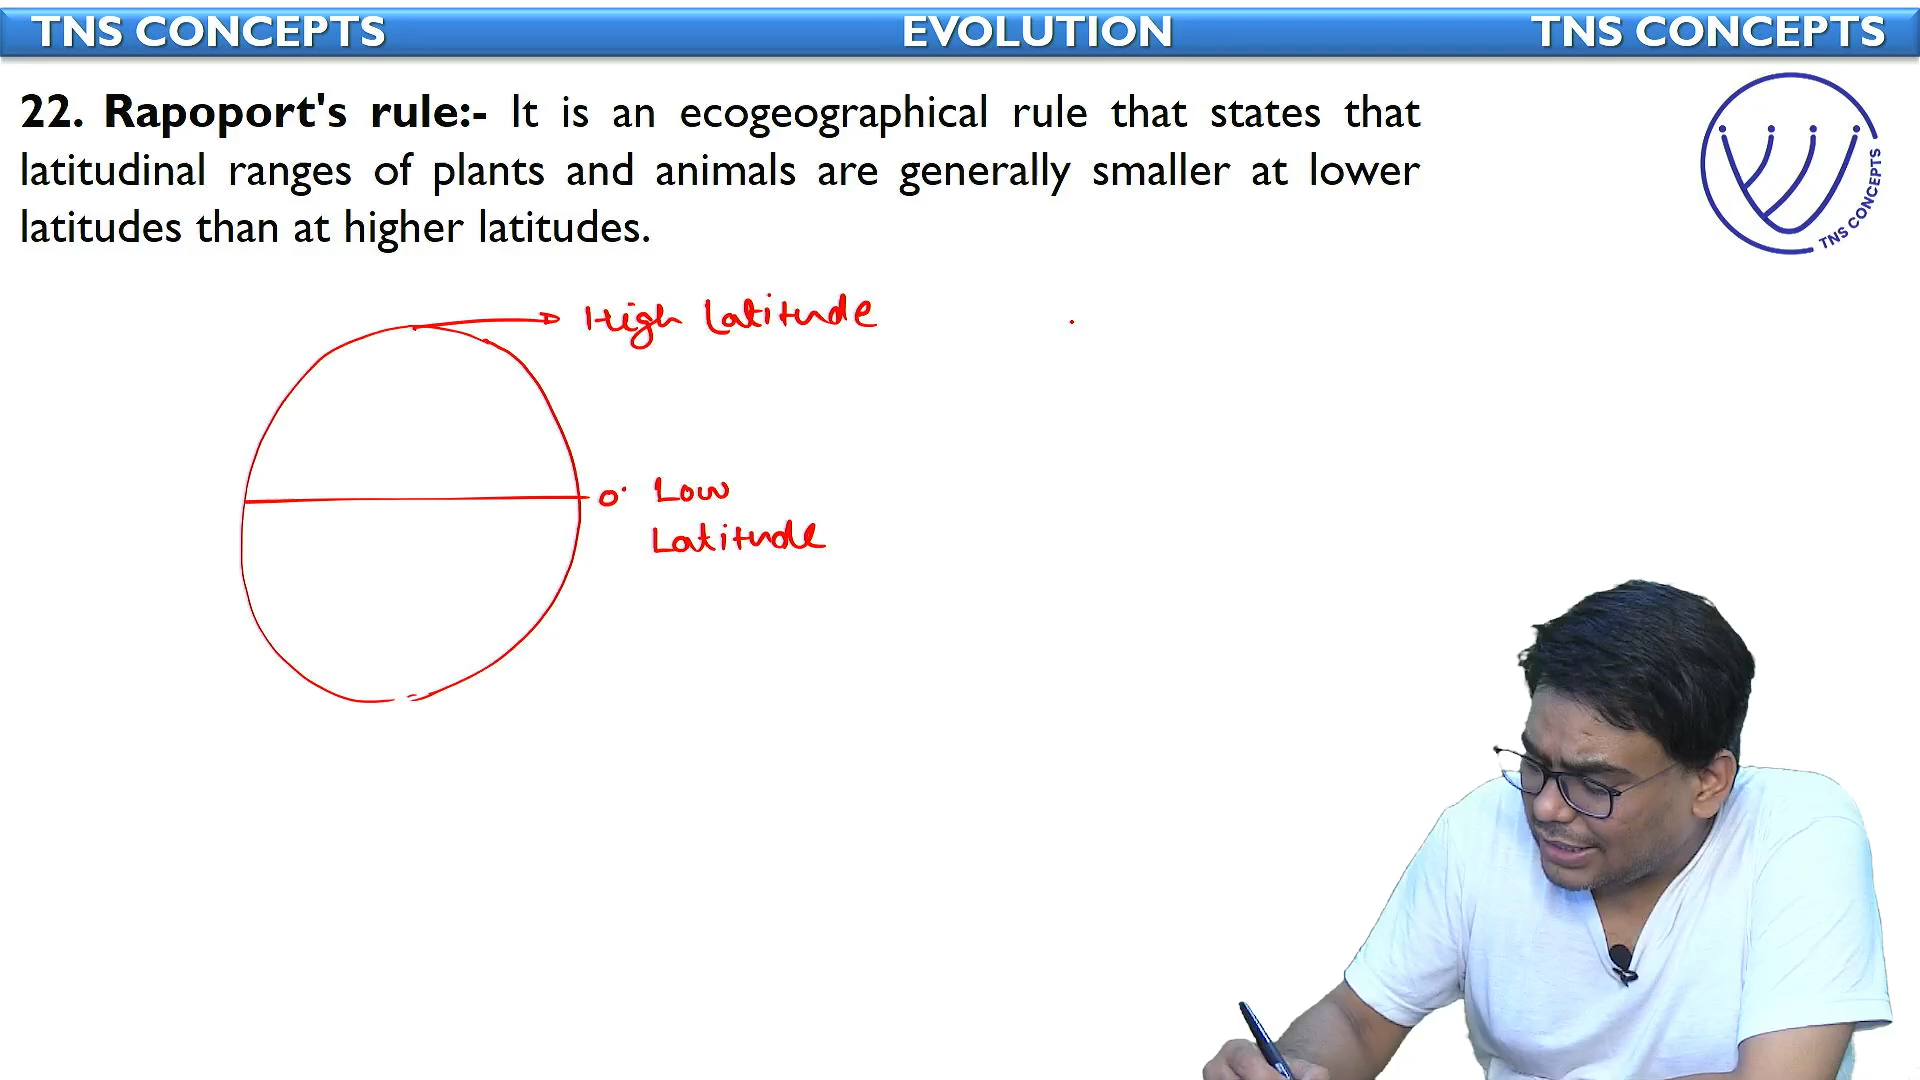 TNS CONCEPTS EVOLUTION TNS CONCEPTS
22. Rapoport's rule:- It is an ecogeographical rule that states that
latitudinal ranges of plants and animals are generally smaller at lower
latitudes than at higher latitudes.
TNS CONCEPTS
High Latitude
0° Low
Latitude